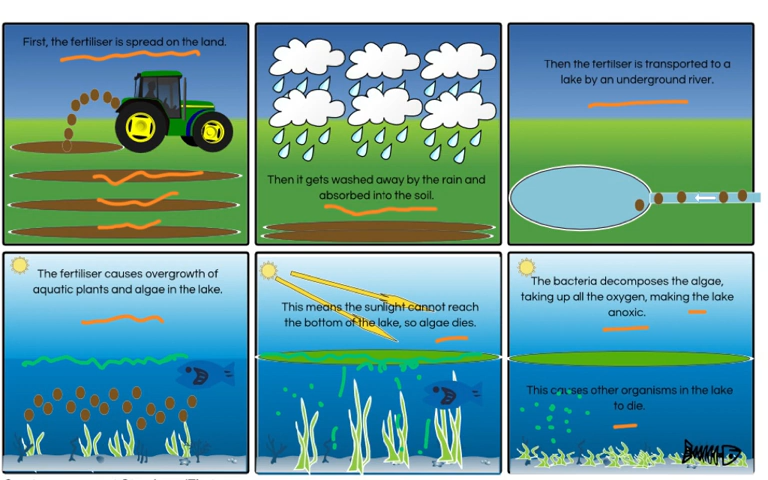 First, the fertiliser is spread on the land.
Then it gets washed away by the rain and
absorbed into the soil.
Then the fertilser is transported to a
lake by an underground river.
The fertiliser causes overgrowth of
aquatic plants and algae in the lake.
This means the sunlight cannot reach
the bottom of the lake, so algae dies.
The bacteria decomposes the algae,
taking up all the oxygen, making the lake
anoxic.
This causes other organisms in the lake
to die.